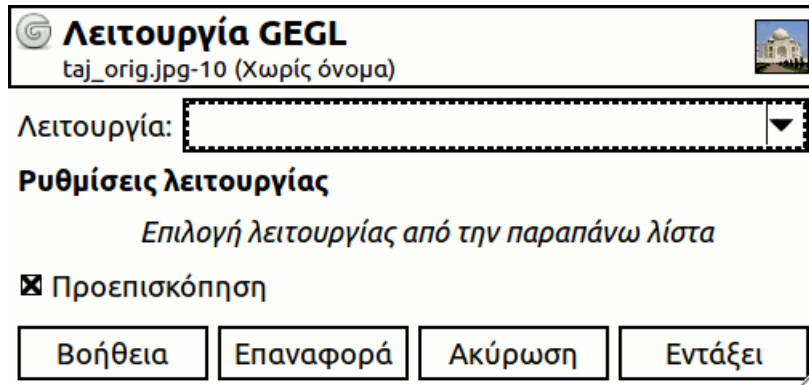 Λειτουργία GEGL
taj_orig.jpg-10 (Χωρίς όνομα)
Λειτουργία:
Ρυθμίσεις λειτουργίας
Επιλογή λειτουργίας από την παραπάνω λίστα
Προεπισκόπηση
Βοήθεια Επαναφορά Ακύρωση Εντάξει